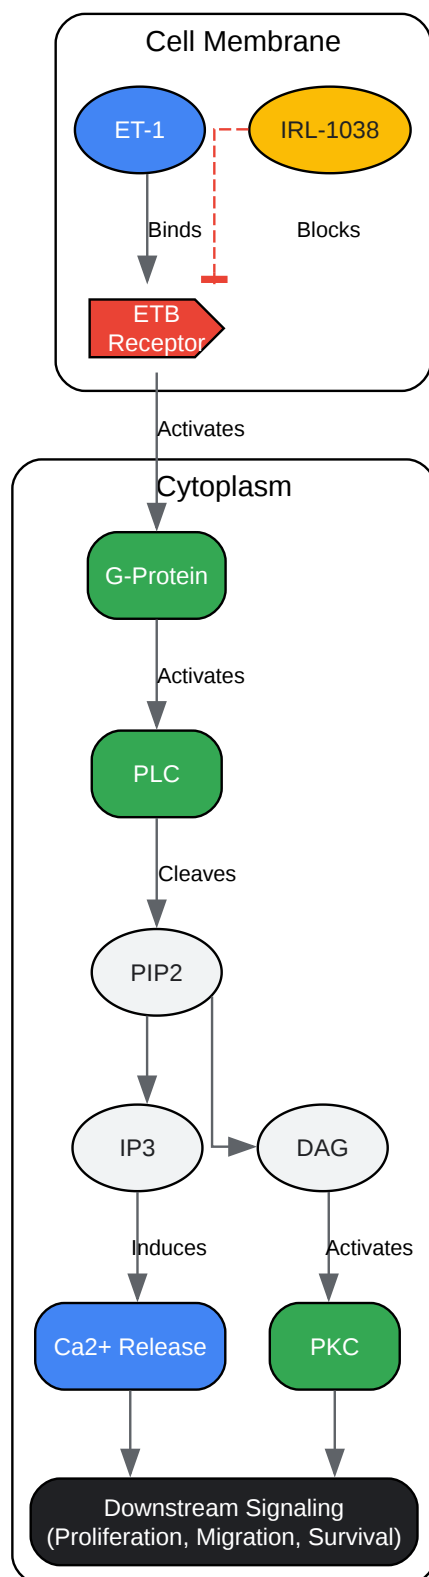 Cell Membrane
ET-1
IRL-1038
Binds
Blocks
ETB
Receptor
Activates
Cytoplasm
G-Protein
Activates
PLC
Cleaves
PIP2
IP3
DAG
Induces
Activates
Ca2+ Release
PKC
Downstream Signaling
(Proliferation, Migration, Survival)